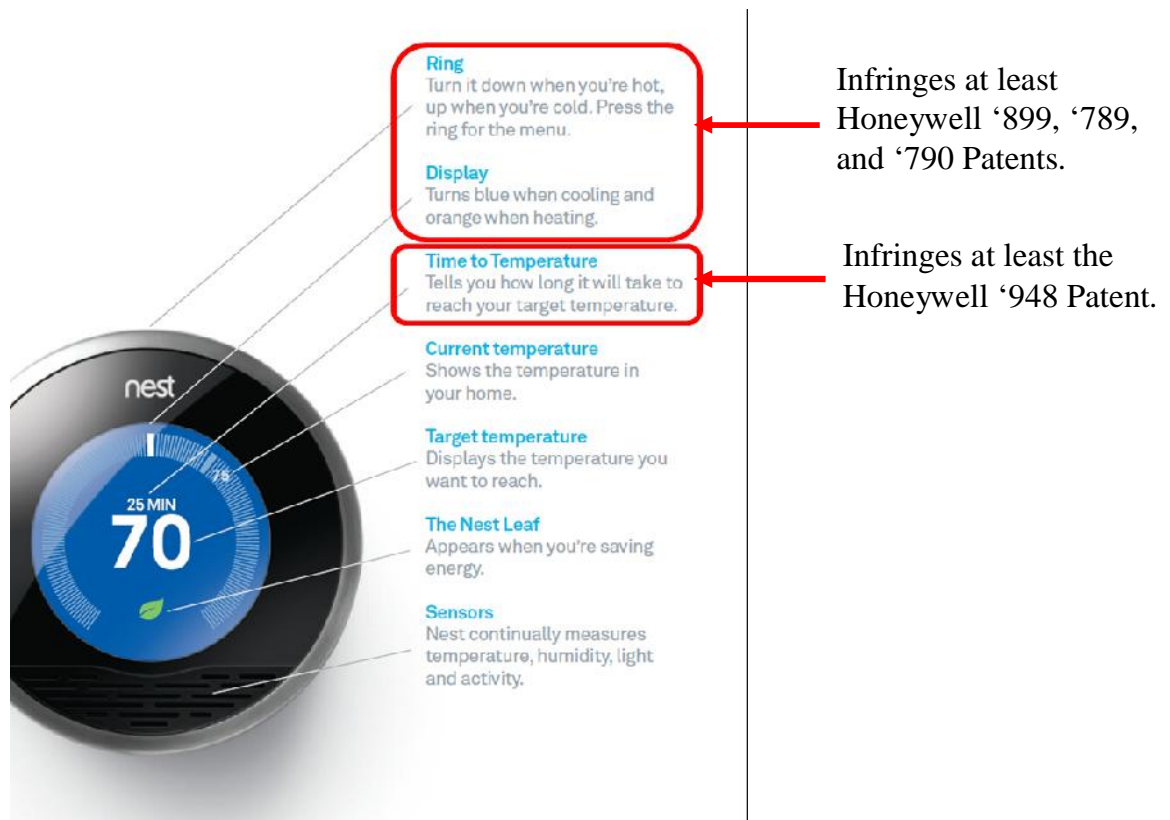 Ring
Turn it down when you're hot,
up when you're cold. Press the
ring for the menu.
Display
Turns blue when cooling and
orange when heating.
Time to Temperature
Tells you how long it will take to
reach your target temperature.
Current temperature
Shows the temperature in
your home.
Target temperature
Displays the temperature you
want to reach.
The Nest Leaf
Appears when you're saving
energy.
Sensors
Nest continually measures
temperature, humidity, light
and activity.
nest
75
25 MIN
70
Infringes at least
Honeywell ‘899, ‘789,
and ‘790 Patents.
Infringes at least the
Honeywell ‘948 Patent.